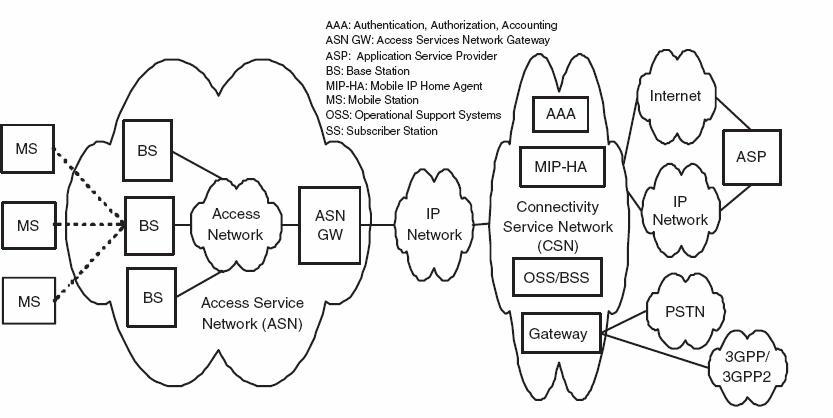 AAA: Authentication, Authorization, Accounting
ASN GW: Access Services Network Gateway
ASP: Application Service Provider
BS: Base Station
MIP-HA: Mobile IP Home Agent
MS: Mobile Station
OSS: Operational Support Systems
SS: Subscriber Station
MS
MS
MS
BS
BS
BS
Access
Network
ASN
GW
Access Service
Network (ASN)
IP
Network
AAA
MIP-HA
Connectivity
Service Network
(CSN)
OSS/BSS
Gateway
Internet
IP
Network
ASP
PSTN
3GPP/
3GPP2